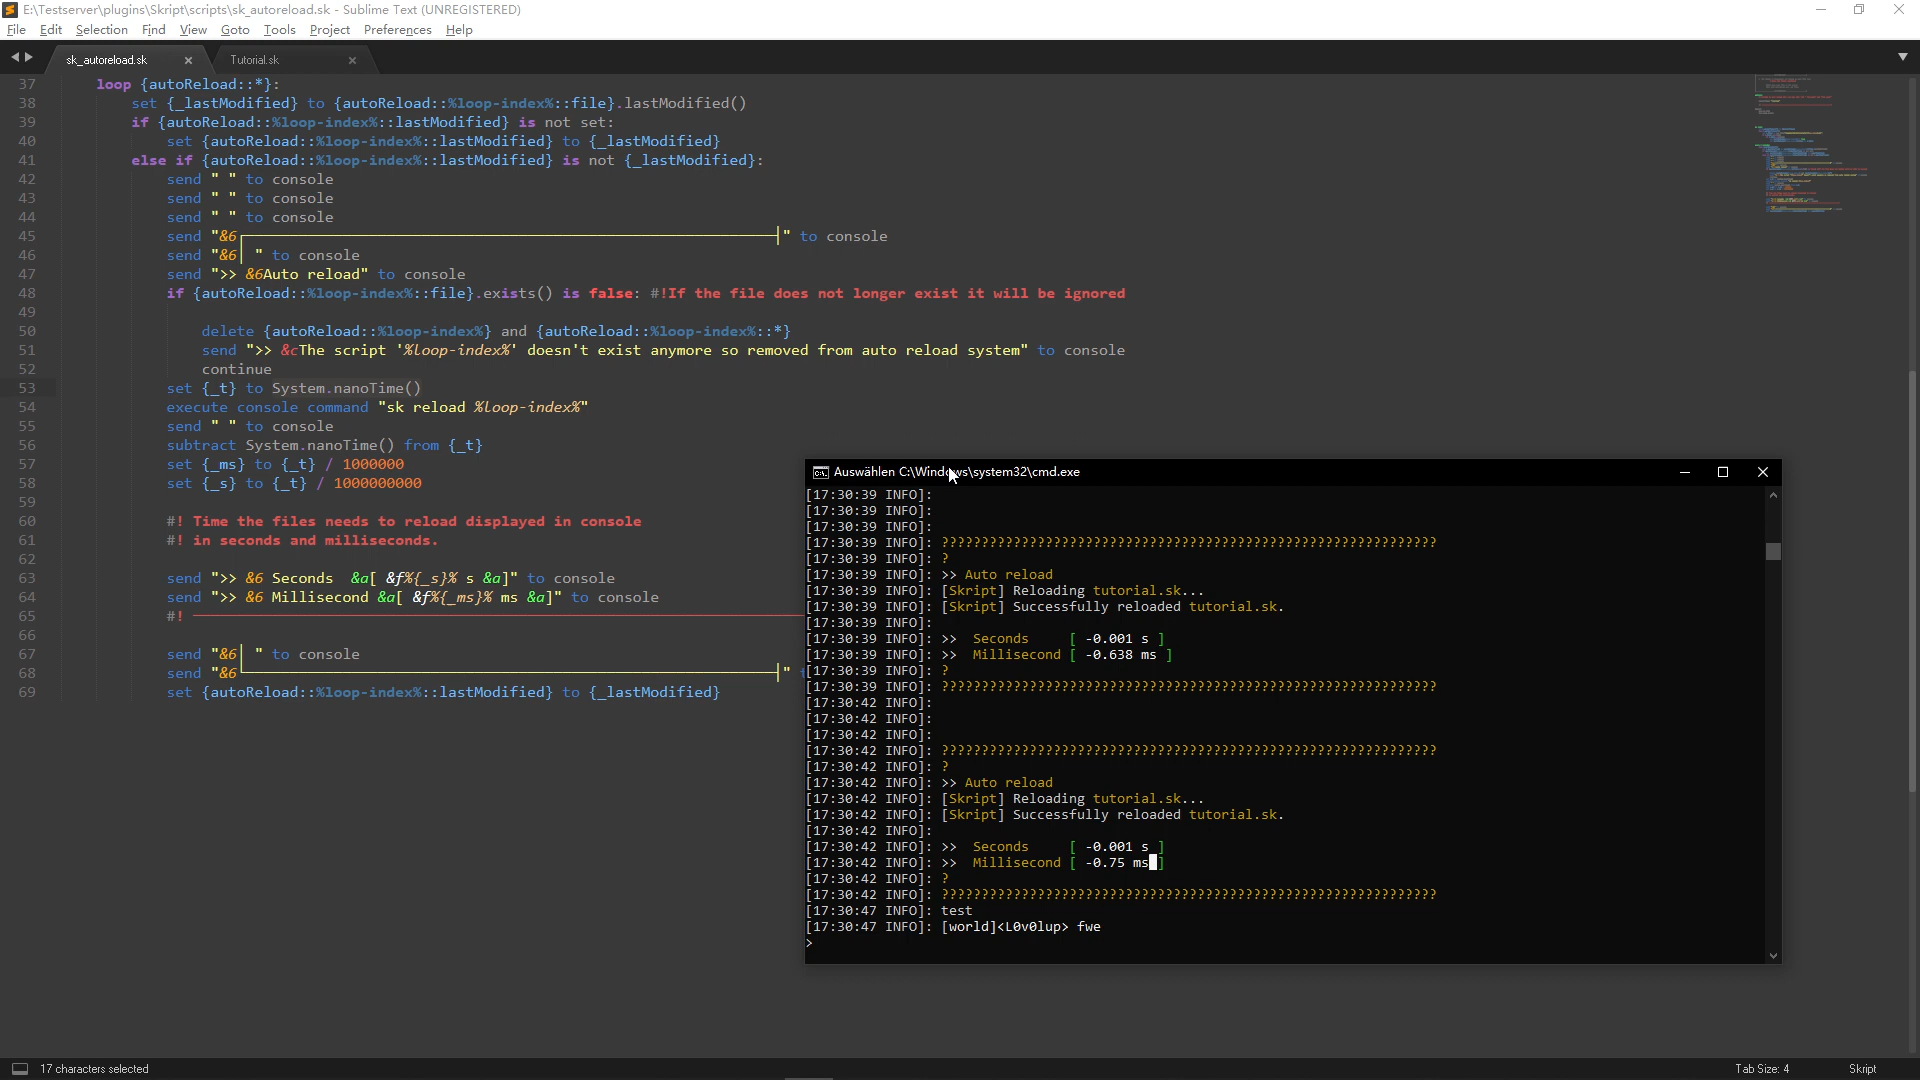 E:\Testserver\plugins\Skript\scripts\sk_autoreload.sk - Sublime Text (UNREGISTERED)
File Edit Selection Find View Goto Tools Project Preferences Help
sk_autoreload.sk
Tutorial.sk
37 loop {autoReload::*}:
38 set {_lastModified} to {autoReload::%loop-index%::file}.lastModified()
39 if {autoReload::%loop-index%::lastModified} is not set:
40 set {autoReload::%loop-index%::lastModified} to {_lastModified}
41 else if {autoReload::%loop-index%::lastModified} is not {_lastModified}:
42 send " " to console
43 send " " to console
44 send " " to console
45 send "&6┌──────────────────────────────────────────────────────────────┤" to console
46 send "&6│ " to console
47 send ">> &6Auto reload" to console
48 if {autoReload::%loop-index%::file}.exists() is false: #!If the file does not longer exist it will be ignored
49
50 delete {autoReload::%loop-index%} and {autoReload::%loop-index%::*}
51 send ">> &cThe script '%loop-index%' doesn't exist anymore so removed from auto reload system" to console
52 continue
53 set {_t} to System.nanoTime()
54 execute console command "sk reload %loop-index%"
55 send " " to console
56 subtract System.nanoTime() from {_t}
57 set {_ms} to {_t} / 1000000
58 set {_s} to {_t} / 1000000000
59
60 #! Time the files needs to reload displayed in console
61 #! in seconds and milliseconds.
62
63 send ">> &6 Seconds  &a[ &f%{_s}% s &a]" to console
64 send ">> &6 Millisecond &a[ &f%{_ms}% ms &a]" to console
65 #! ──────────────────────────────────────────────────────────────
66
67 send "&6│ " to console
68 send "&6└──────────────────────────────────────────────────────────────┤" t
69 set {autoReload::%loop-index%::lastModified} to {_lastModified}
Auswählen C:\Windows\system32\cmd.exe
[17:30:39 INFO]:
[17:30:39 INFO]:
[17:30:39 INFO]:
[17:30:39 INFO]: ??????????????????????????????????????????????????????????????
[17:30:39 INFO]: ?
[17:30:39 INFO]: >> Auto reload
[17:30:39 INFO]: [Skript] Reloading tutorial.sk...
[17:30:39 INFO]: [Skript] Successfully reloaded tutorial.sk.
[17:30:39 INFO]:
[17:30:39 INFO]: >>  Seconds     [ -0.001 s ]
[17:30:39 INFO]: >>  Millisecond [ -0.638 ms ]
[17:30:39 INFO]: ?
[17:30:39 INFO]: ??????????????????????????????????????????????????????????????
[17:30:42 INFO]:
[17:30:42 INFO]:
[17:30:42 INFO]:
[17:30:42 INFO]: ??????????????????????????????????????????????????????????????
[17:30:42 INFO]: ?
[17:30:42 INFO]: >> Auto reload
[17:30:42 INFO]: [Skript] Reloading tutorial.sk...
[17:30:42 INFO]: [Skript] Successfully reloaded tutorial.sk.
[17:30:42 INFO]:
[17:30:42 INFO]: >>  Seconds     [ -0.001 s ]
[17:30:42 INFO]: >>  Millisecond [ -0.75 ms ]
[17:30:42 INFO]: ?
[17:30:42 INFO]: ??????????????????????????????????????????????????????????????
[17:30:47 INFO]: test
[17:30:47 INFO]: [world]<L0v0lup> fwe
>
17 characters selected
Tab Size: 4
Skript